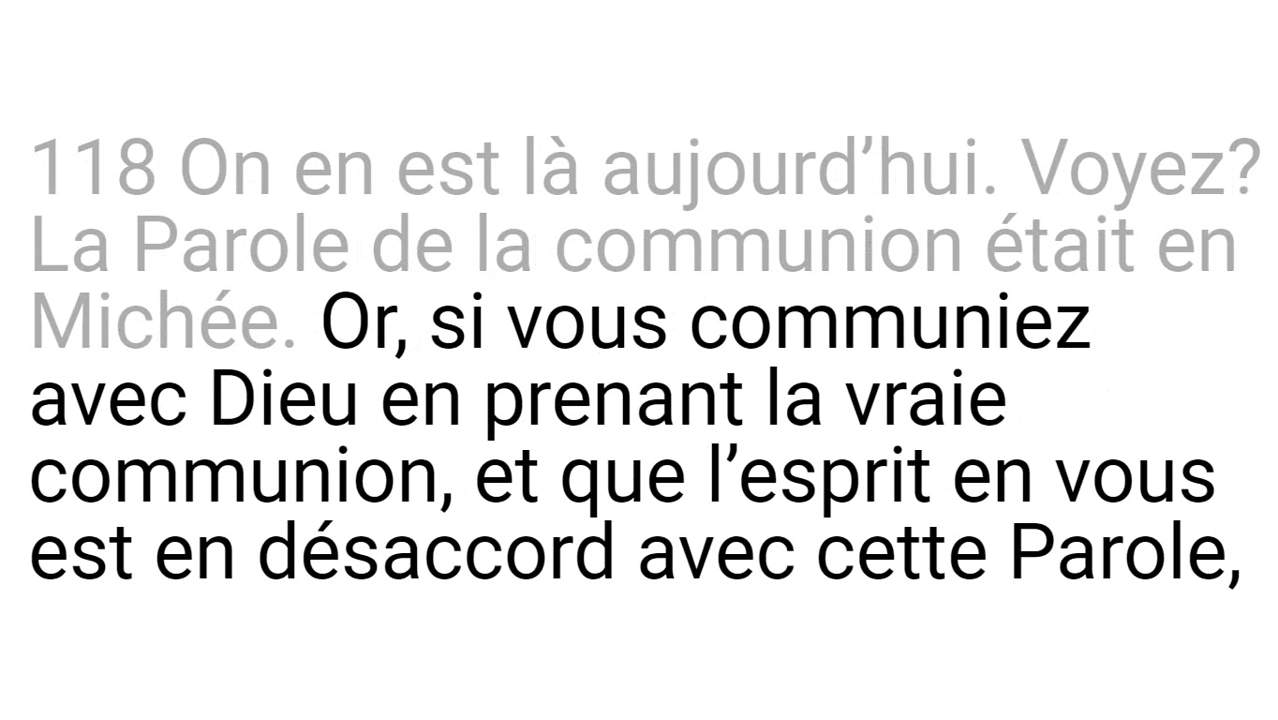 118 On en est là aujourd’hui. Voyez?
La Parole de la communion était en
Michée. Or, si vous communiez
avec Dieu en prenant la vraie
communion, et que l’esprit en vous
est en désaccord avec cette Parole,